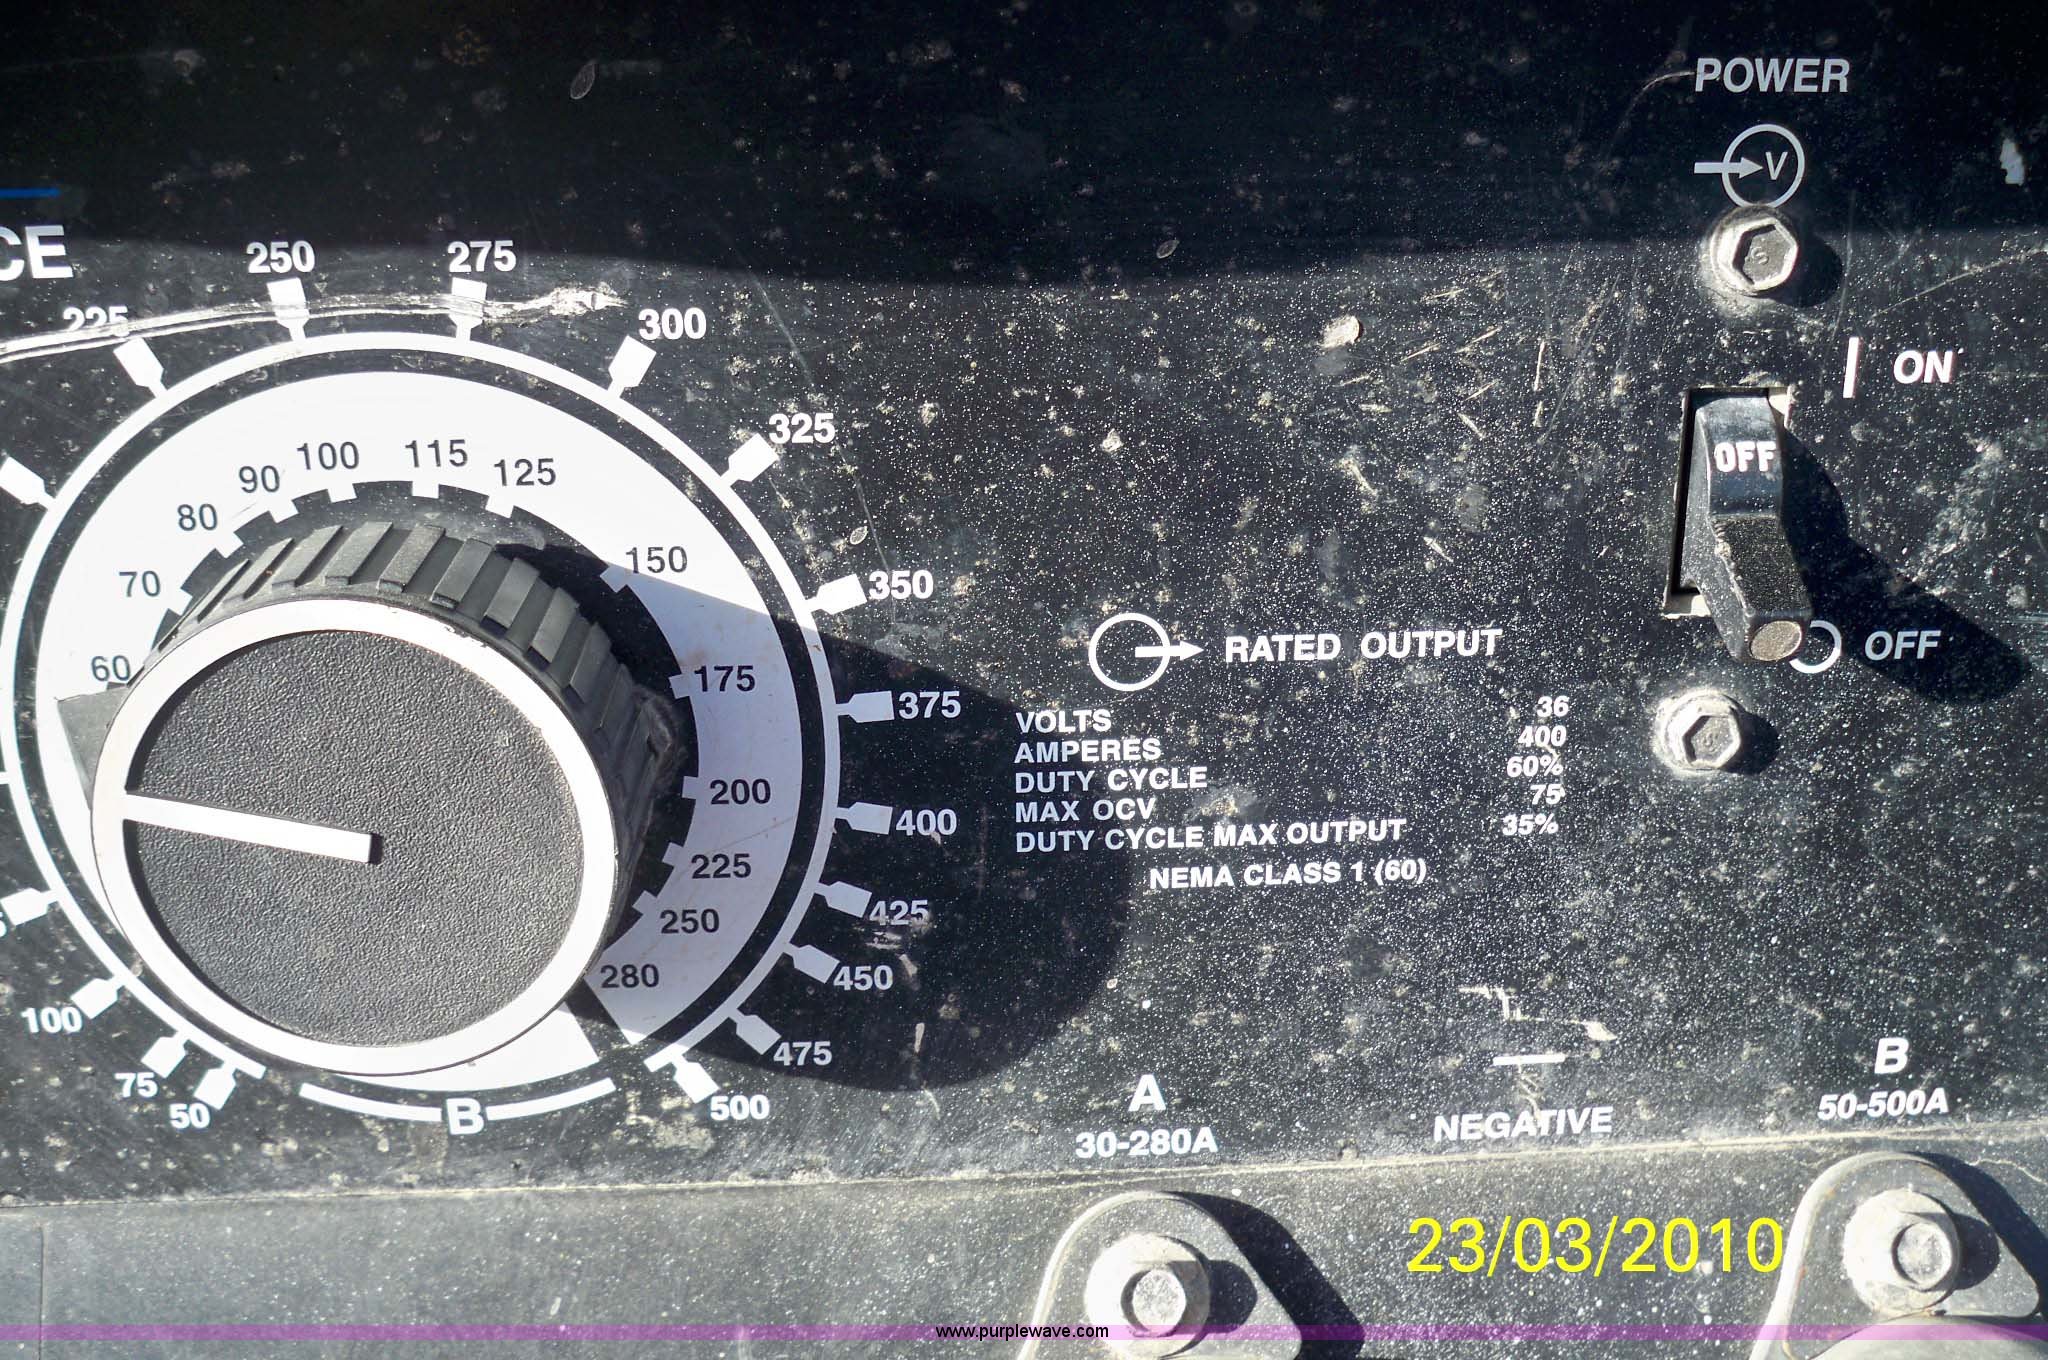 POWER
V
CE
225
250
275
300
325
350
375
400
425
450
475
500
100
75
50
B
60
70
80
90
100
115
125
150
175
200
225
250
280
ON
OFF
OFF
RATED OUTPUT
VOLTS 36
AMPERES 400
DUTY CYCLE 60%
MAX OCV 75
DUTY CYCLE MAX OUTPUT 35%
NEMA CLASS 1 (60)
A
30-280A
NEGATIVE
B
50-500A
23/03/2010
www.purplewave.com